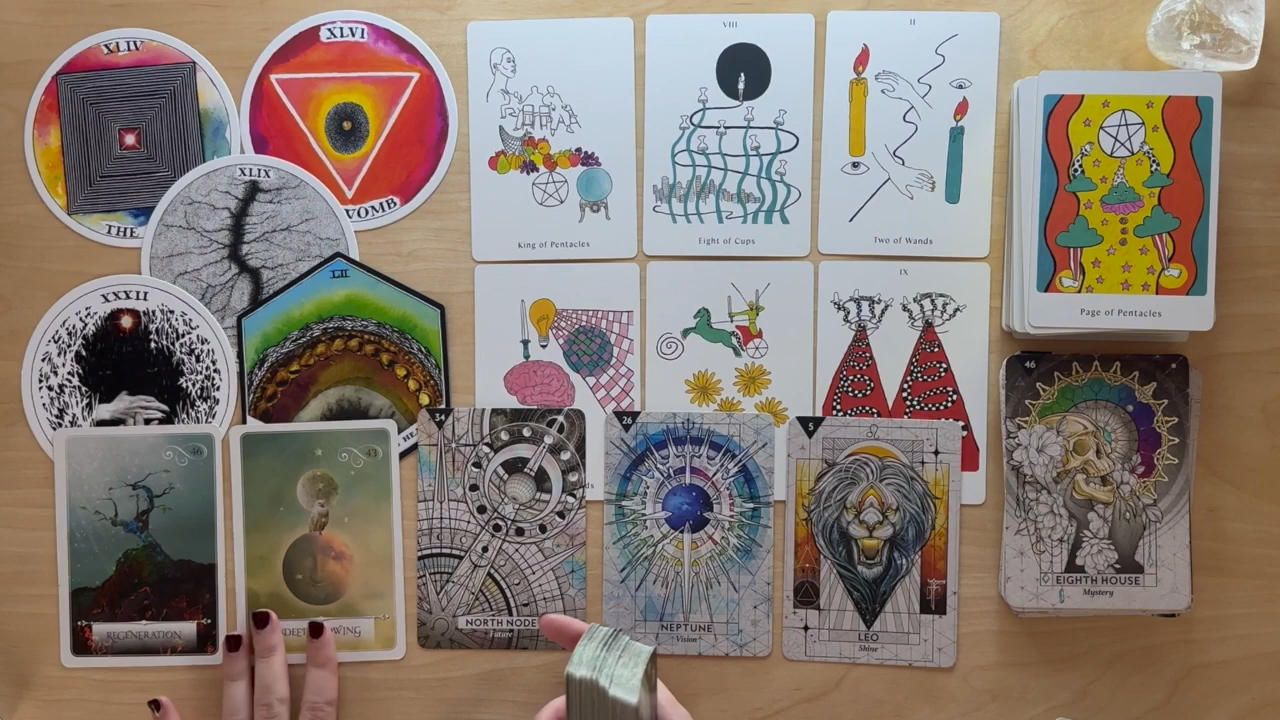 XLIV
THE
XLVI
WOMB
XLIX
XXXII
LII
King of Pentacles
VIII
Eight of Cups
II
Two of Wands
IX
Page of Pentacles
46
REGENERATION
43
34
NORTH NODE
Future
26
NEPTUNE
Vision
5
LEO
Shine
46
EIGHTH HOUSE
Mystery